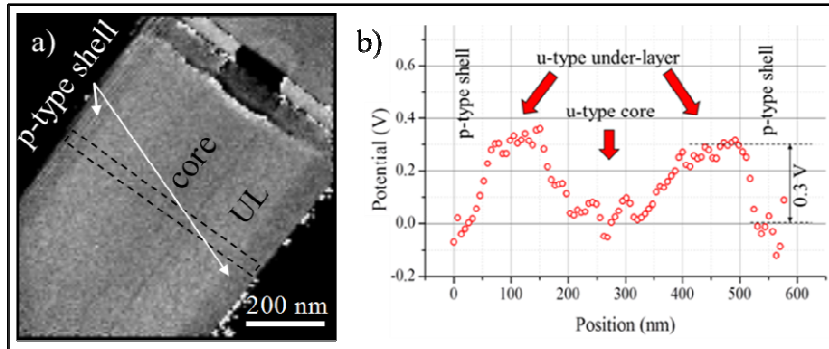 a)
p-type shell
core
UL
200 nm
b)
0.6
0.4
0.2
0.0
-0.2
Potential (V)
p-type shell
u-type under-layer
u-type core
p-type shell
0.3 V
0 100 200 300 400 500 600
Position (nm)